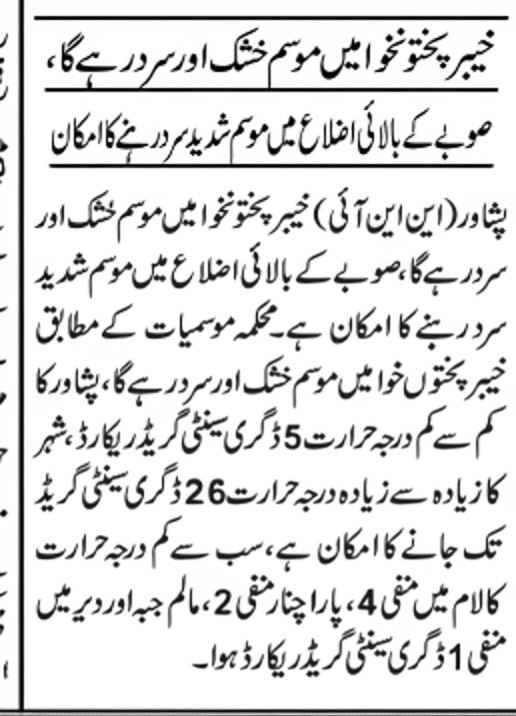 خیبر پختونخوا میں موسم خشک اور سرد رہے گا،
صوبے کے بالائی اضلاع میں موسم شدید سرد رہنے کا امکان
پشاور (این این آئی) خیبر پختونخوا میں موسم خشک اور
سرد رہے گا، صوبے کے بالائی اضلاع میں موسم شدید
سرد رہنے کا امکان ہے۔ محکمہ موسمیات کے مطابق
خیبر پختوں خوا میں موسم خشک اور سرد رہے گا، پشاور کا
کم سے کم درجہ حرارت 5 ڈگری سینٹی گریڈ ریکارڈ، شہر
کا زیادہ سے زیادہ درجہ حرارت 26 ڈگری سینٹی گریڈ
تک جانے کا امکان ہے، سب سے کم درجہ حرارت
کالام میں منفی 4، پارا چنار منفی 2، مالم جبہ اور دیر میں
منفی 1 ڈگری سینٹی گریڈ ریکارڈ ہوا۔